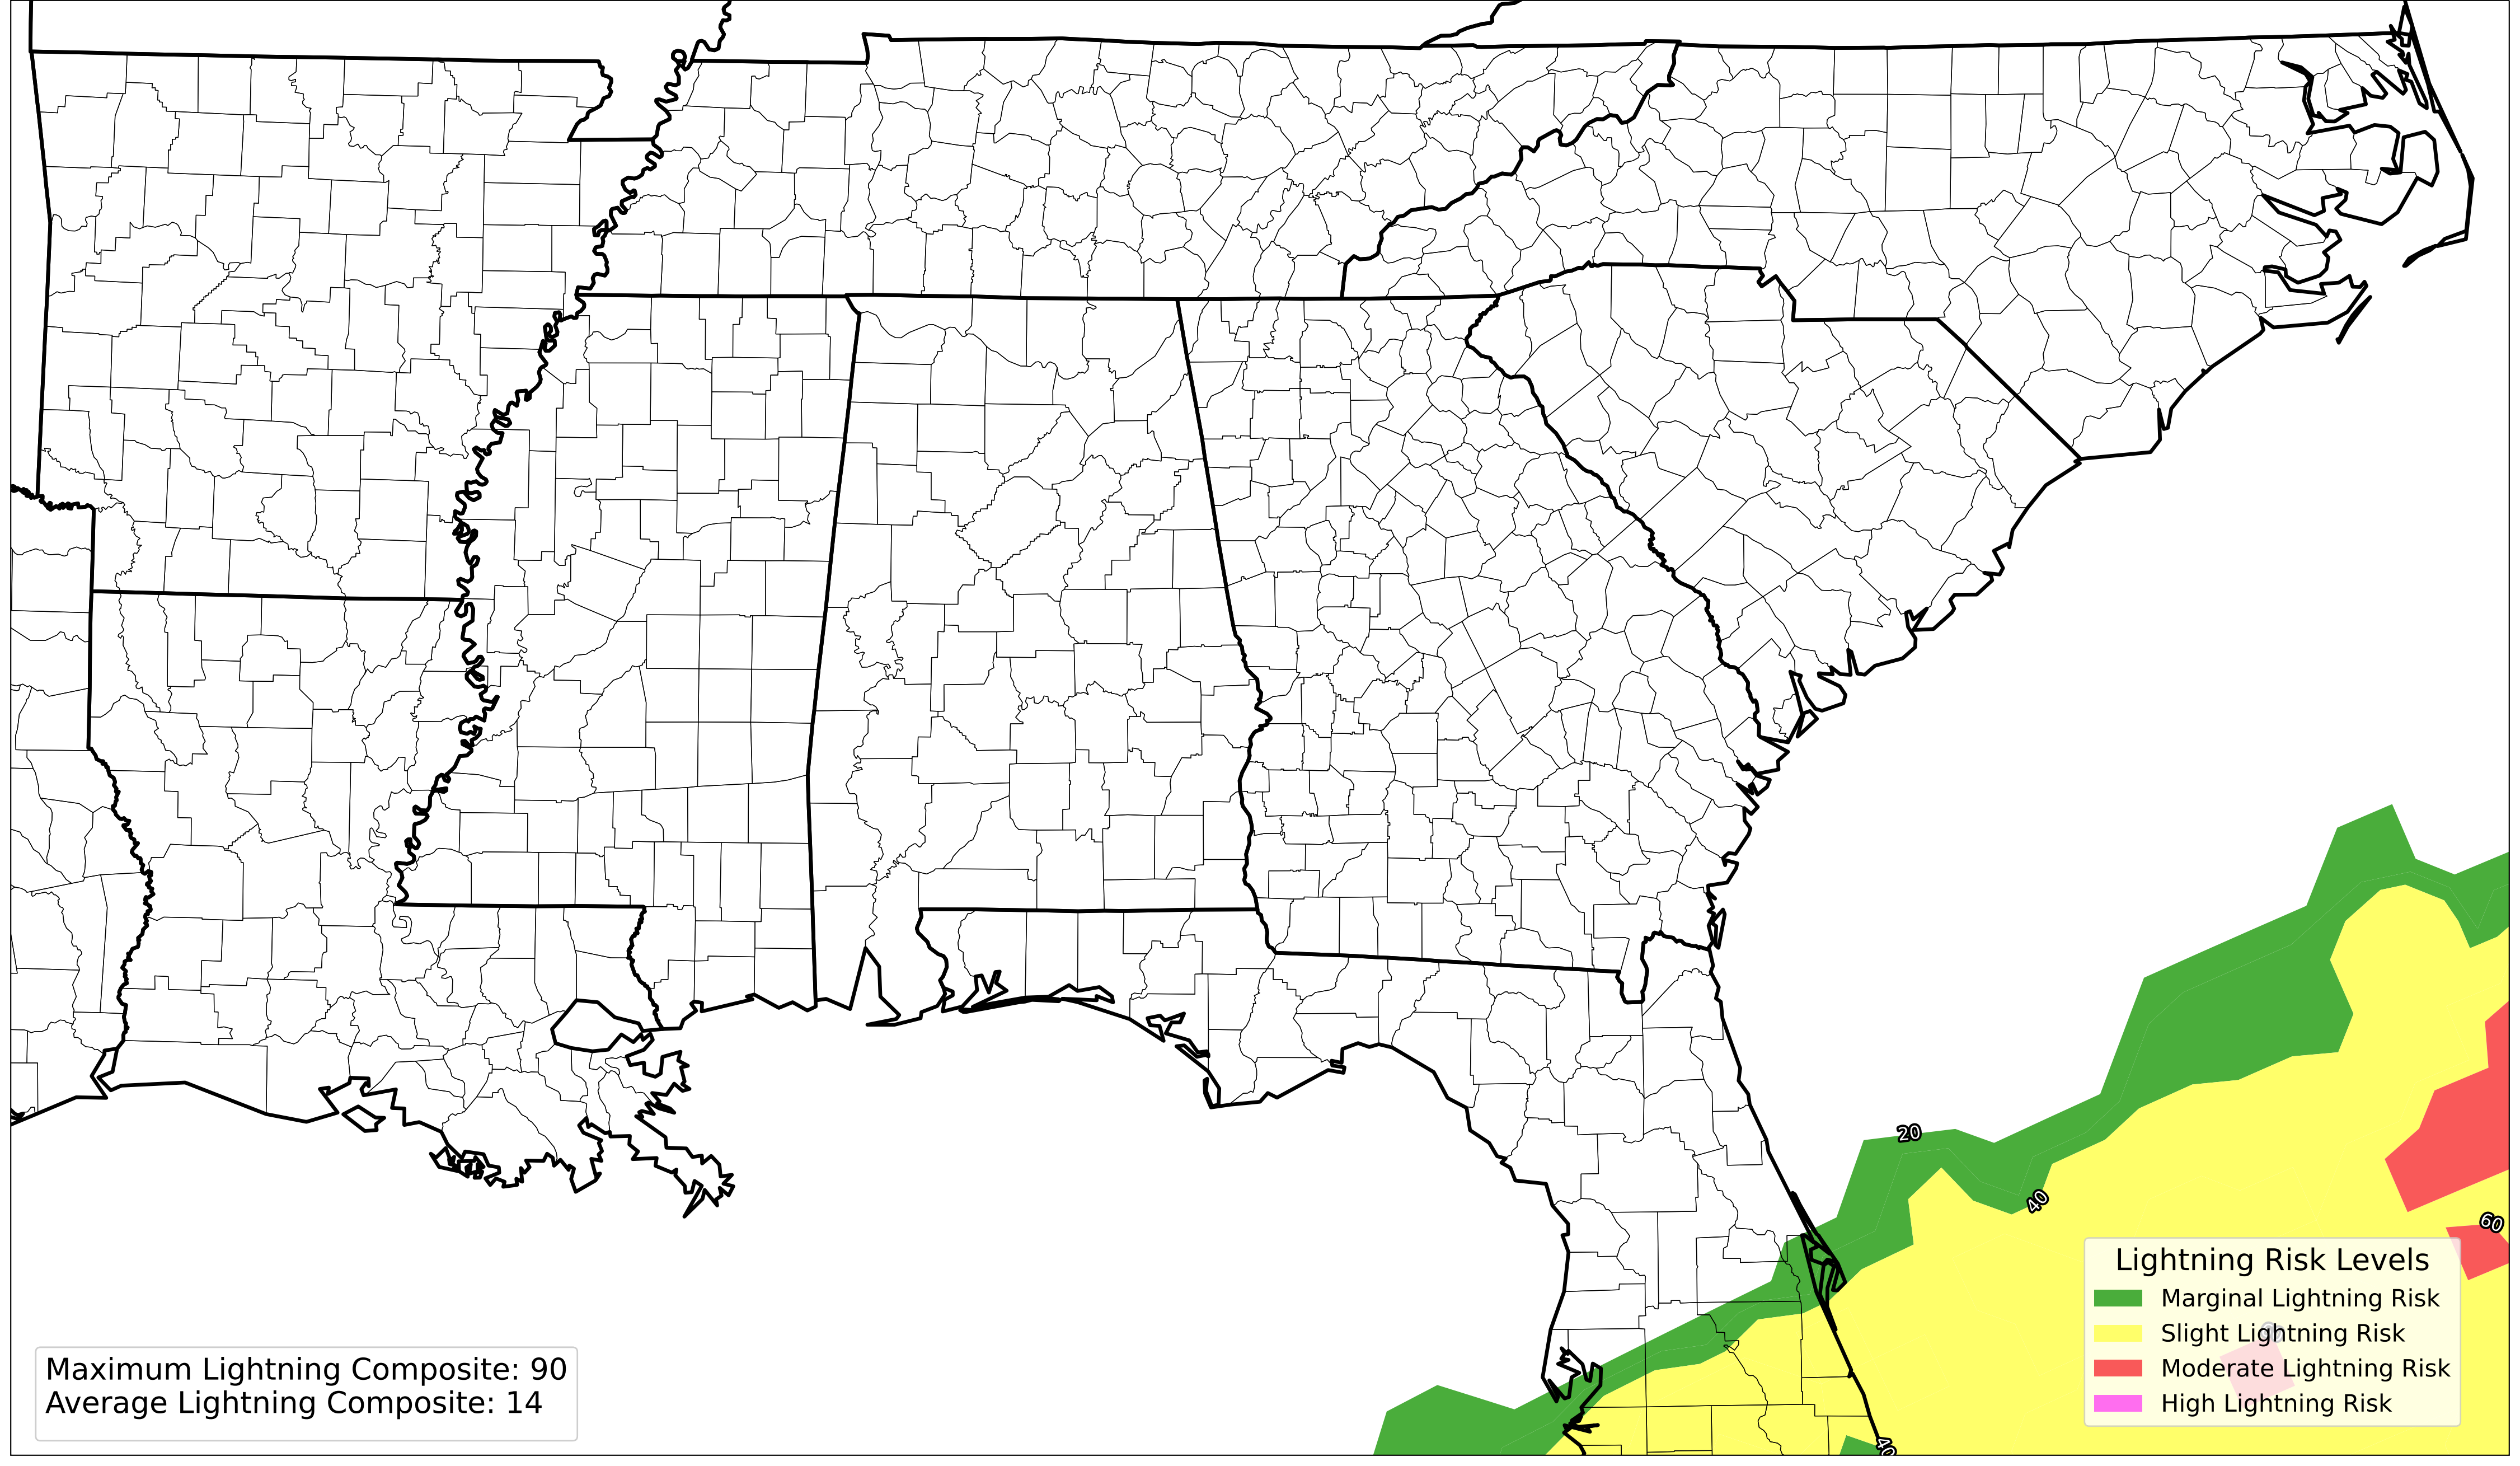 20
40
60
Lightning Risk Levels
Marginal Lightning Risk
Slight Lightning Risk
Moderate Lightning Risk
High Lightning Risk
Maximum Lightning Composite: 90
Average Lightning Composite: 14
40